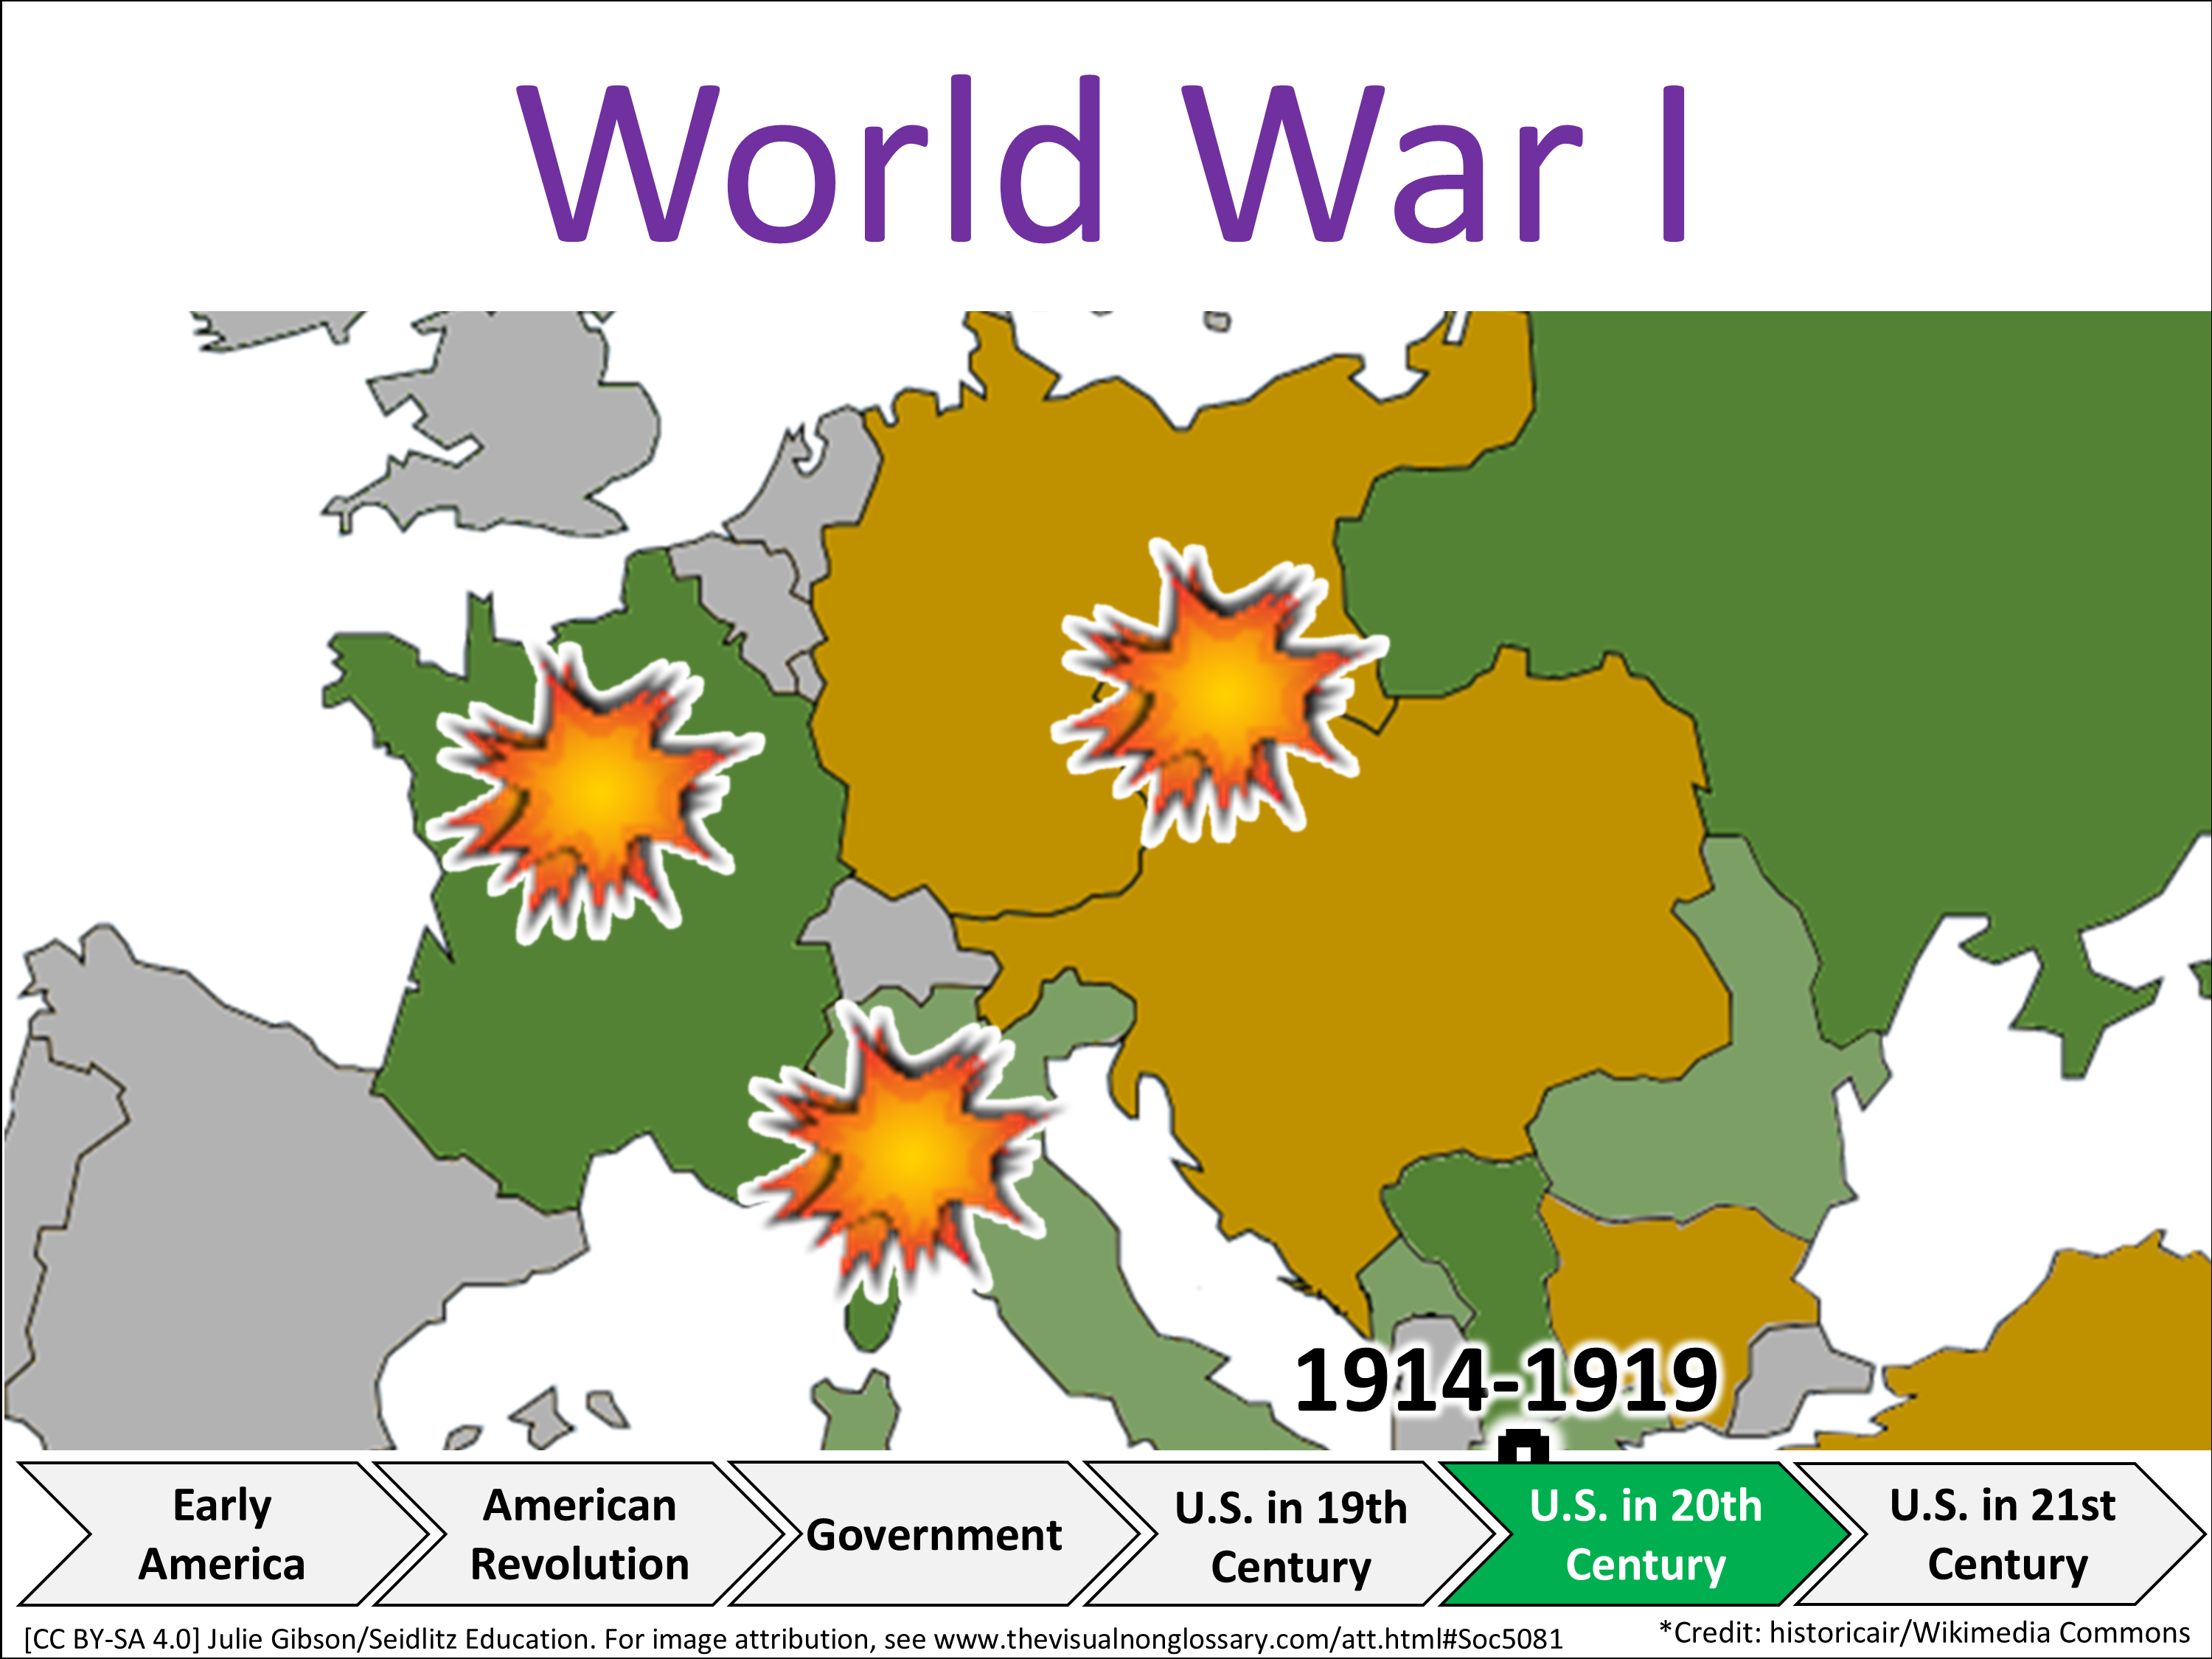 World War I
1914-1919
Early
America
American
Revolution
Government
U.S. in 19th
Century
U.S. in 20th
Century
U.S. in 21st
Century
[CC BY-SA 4.0] Julie Gibson/Seidlitz Education. For image attribution, see www.thevisualnonglossary.com/att.html#Soc5081
*Credit: historicair/Wikimedia Commons